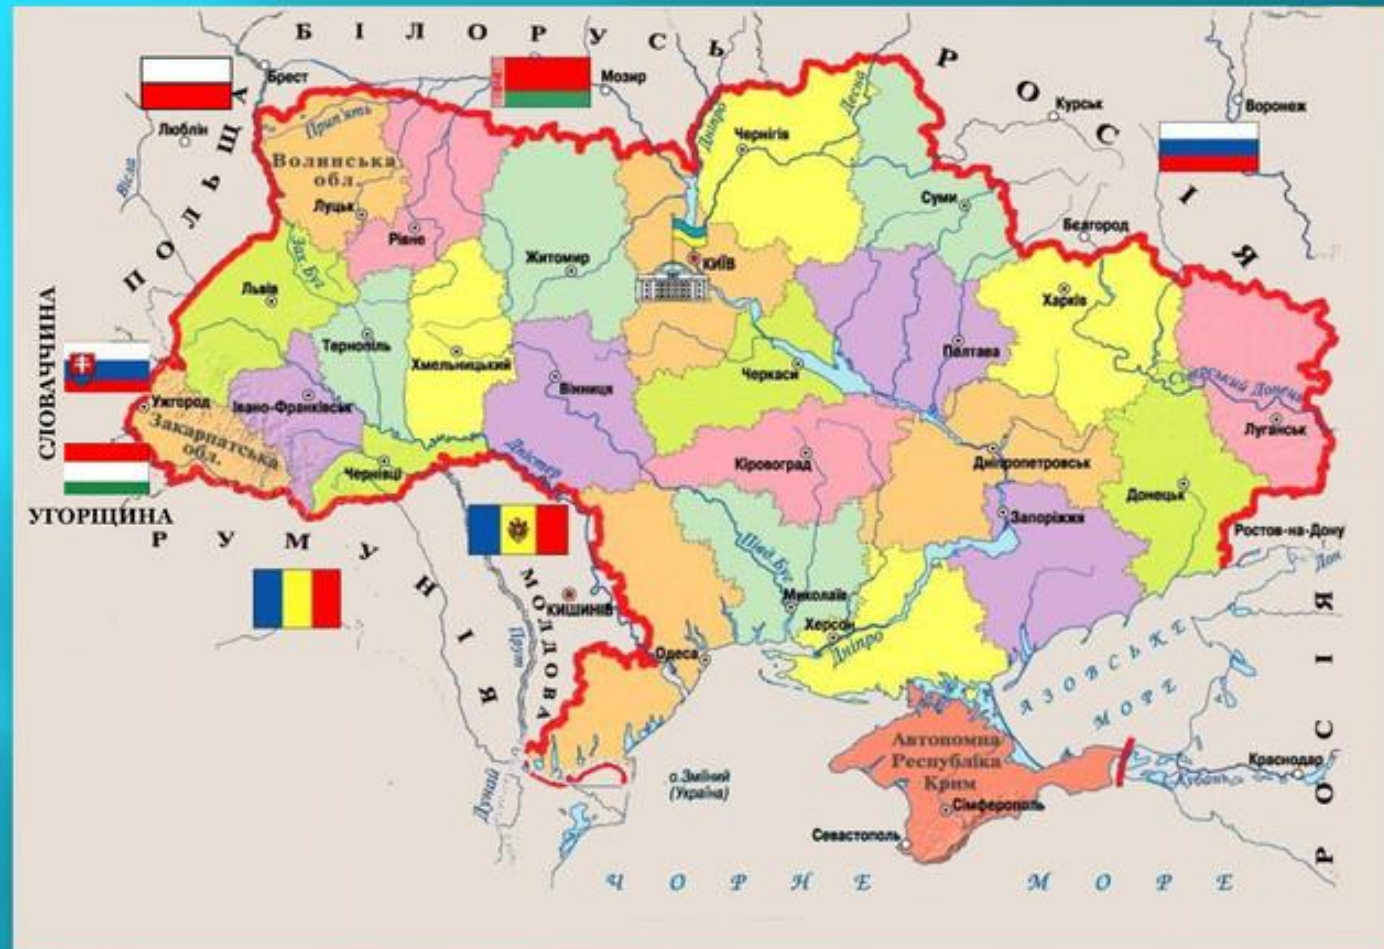 БІЛОРУСЬ
РОСІЯ
ПОЛЬЩА
Брест
Мозир
Курськ
Воронеж
Люблін
Вісла
Прип'ять
Дніпро
Десна
Чернігів
Волинська
обл.
Луцьк
Рівне
Суми
Бєлгород
Зах. Буг
Житомир
КИЇВ
Львів
Харків
СЛОВАЧЧИНА
Тернопіль
Хмельницький
Полтава
Вінниця
Черкаси
Сіверський Донець
Ужгород
Івано-Франківськ
Закарпатська
обл.
Луганськ
Чернівці
Дністер
Кіровоград
Дніпропетровськ
Донецьк
УГОРЩИНА
Запоріжжя
РУМУНІЯ
Ростов-на-Дону
Дон
Півд. Буг
МОЛДОВА
КИШИНІВ
Прут
Миколаїв
Херсон
Дніпро
Одеса
АЗОВСЬКЕ
МОРЕ
РОСІЯ
Дунай
о.Зміїний
(Україна)
Автономна
Республіка
Крим
Сімферополь
Севастополь
Краснодар
Кубань
ЧОРНЕ МОРЕ